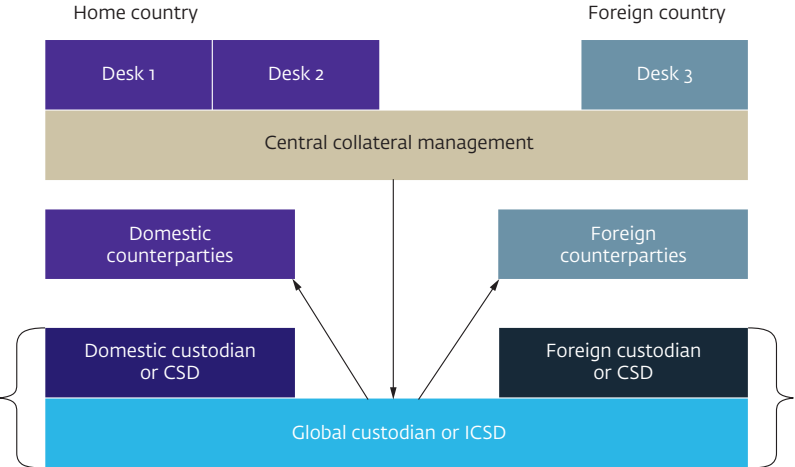 Home country
Foreign country
Desk 1
Desk 2
Desk 3
Central collateral management
Domestic
counterparties
Foreign
counterparties
Domestic custodian
or CSD
Foreign custodian
or CSD
Global custodian or ICSD